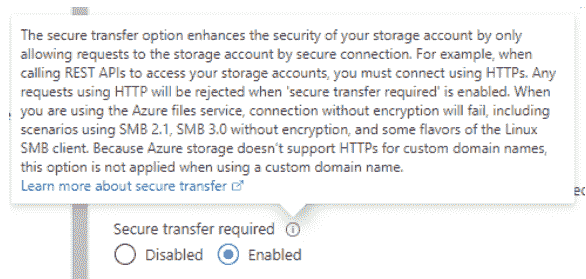 The secure transfer option enhances the security of your storage account by only
allowing requests to the storage account by secure connection. For example, when
calling REST APIs to access your storage accounts, you must connect using HTTPs. Any
requests using HTTP will be rejected when 'secure transfer required' is enabled. When
you are using the Azure files service, connection without encryption will fail, including
scenarios using SMB 2.1, SMB 3.0 without encryption, and some flavors of the Linux
SMB client. Because Azure storage doesn't support HTTPs for custom domain names,
this option is not applied when using a custom domain name.
Learn more about secure transfer
Secure transfer required
Disabled Enabled